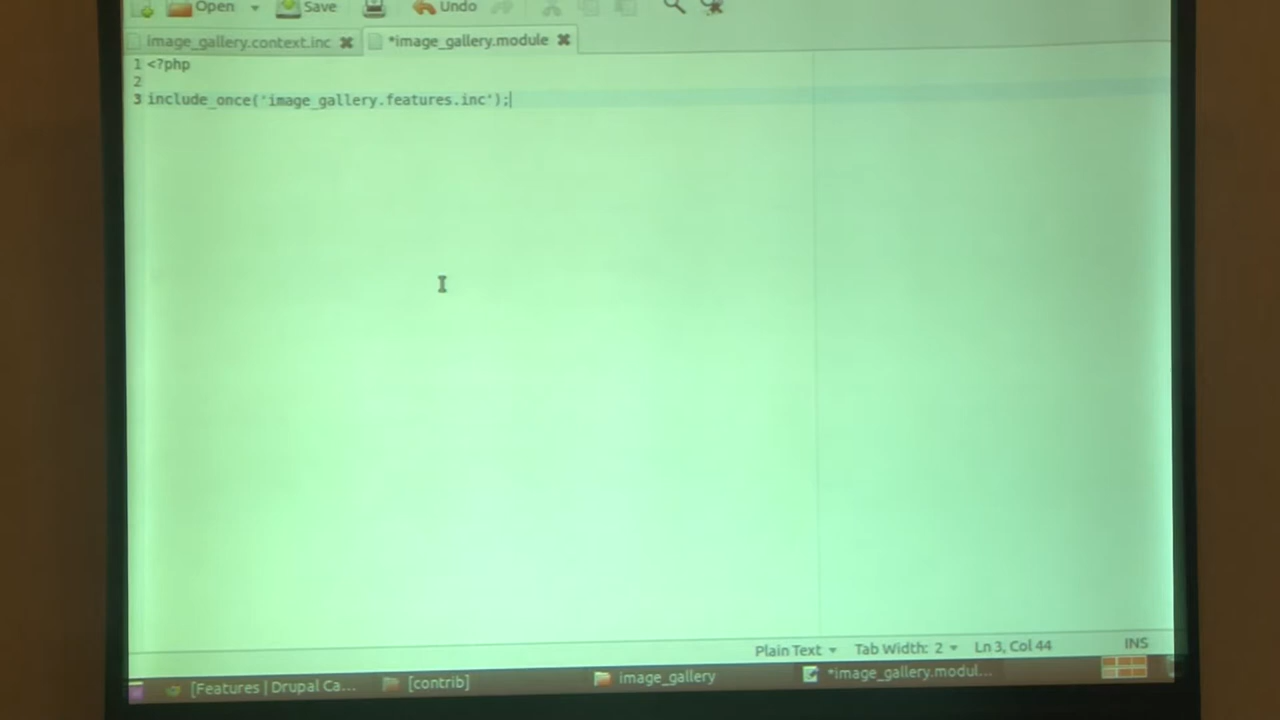 Open Save Undo
image_gallery.context.inc *image_gallery.module
1 <?php
2
3 include_once('image_gallery.features.inc');
Plain Text Tab Width: 2 Ln 3, Col 44 INS
[Features | Drupal Ca... [contrib] image_gallery *image_gallery.modul...